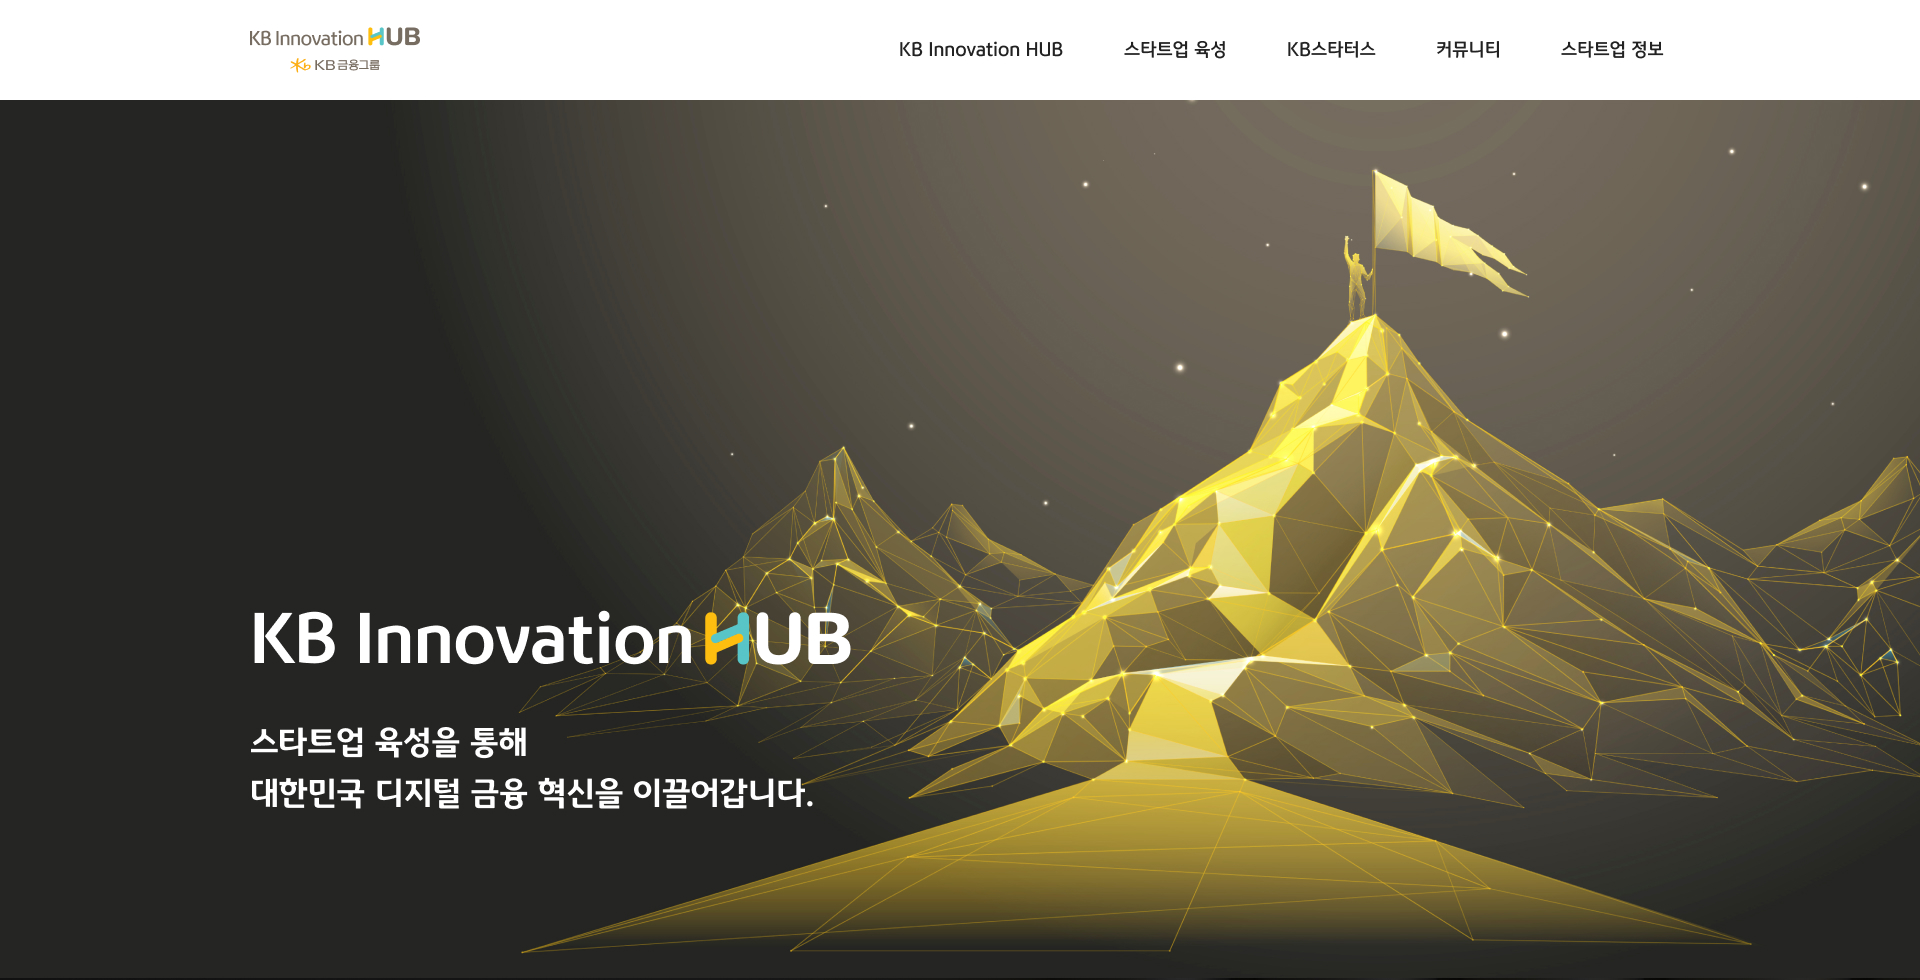 KB Innovation HUB
KB 금융그룹
KB Innovation HUB
스타트업 육성
KB스타터스
커뮤니티
스타트업 정보
KB Innovation HUB
스타트업 육성을 통해
대한민국 디지털 금융 혁신을 이끌어갑니다.